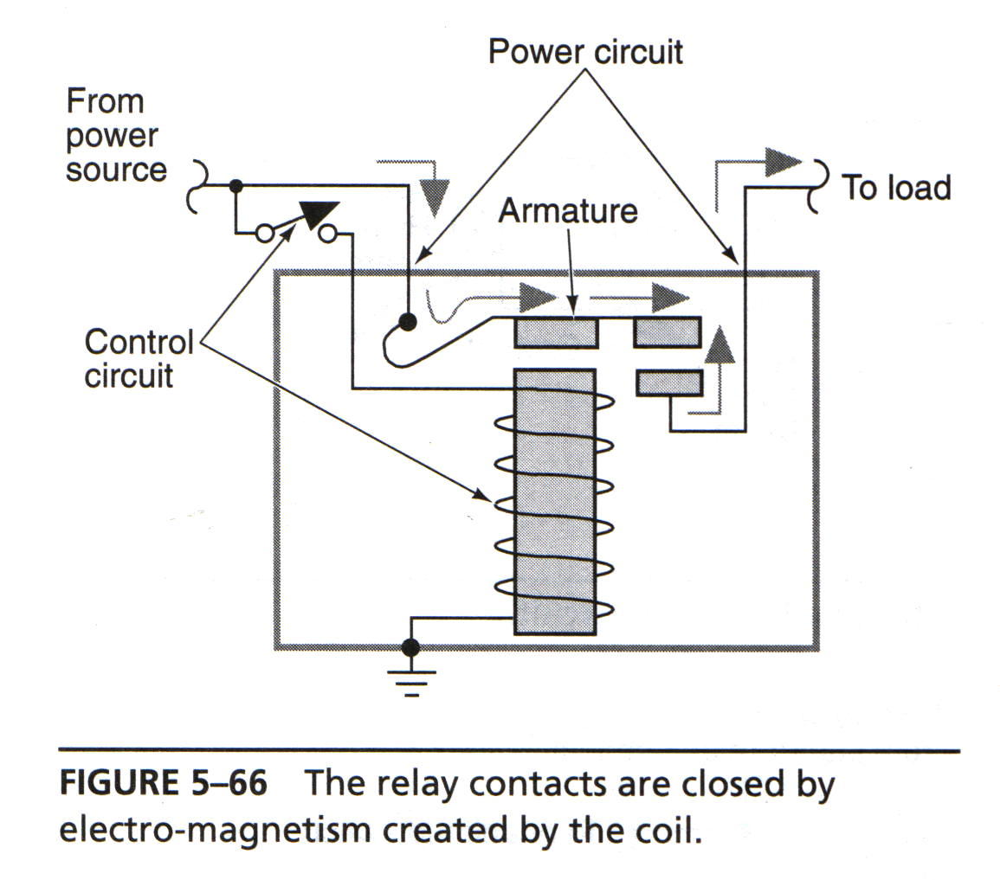 Power circuit
From
power
source
To load
Armature
Control
circuit
FIGURE 5–66 The relay contacts are closed by
electro-magnetism created by the coil.